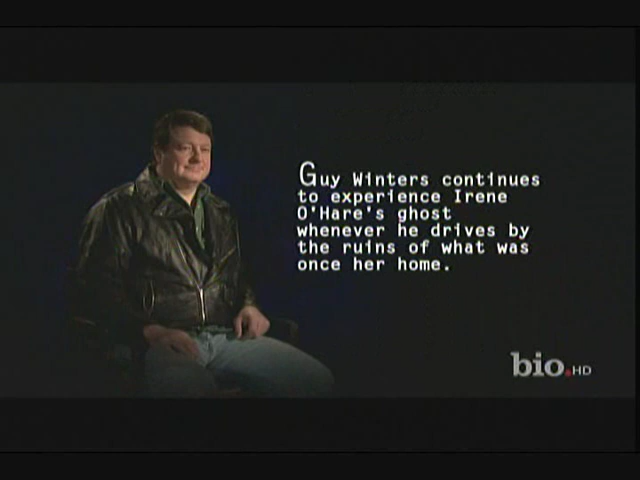 Guy Winters continues
to experience Irene
O'Hare's ghost
whenever he drives by
the ruins of what was
once her home.
bio.HD